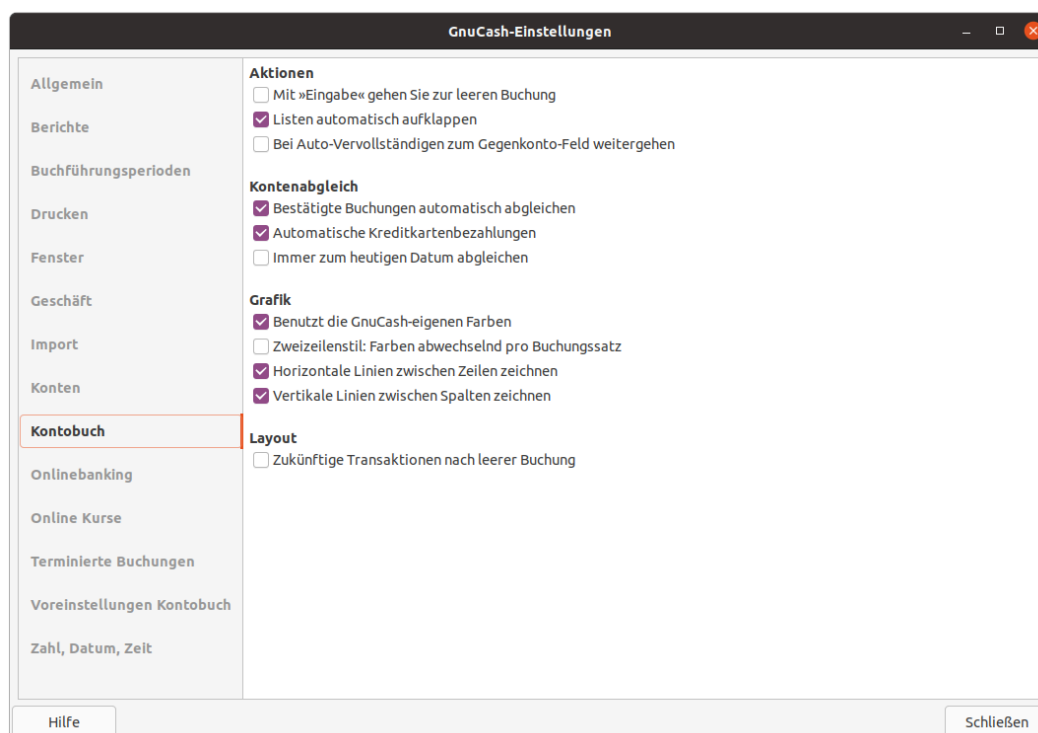 GnuCash-Einstellungen
Allgemein
Berichte
Buchführungsperioden
Drucken
Fenster
Geschäft
Import
Konten
Kontobuch
Onlinebanking
Online Kurse
Terminierte Buchungen
Voreinstellungen Kontobuch
Zahl, Datum, Zeit
Aktionen
Mit »Eingabe« gehen Sie zur leeren Buchung
Listen automatisch aufklappen
Bei Auto-Vervollständigen zum Gegenkonto-Feld weitergehen
Kontenabgleich
Bestätigte Buchungen automatisch abgleichen
Automatische Kreditkartenbezahlungen
Immer zum heutigen Datum abgleichen
Grafik
Benutzt die GnuCash-eigenen Farben
Zweizeilenstil: Farben abwechselnd pro Buchungssatz
Horizontale Linien zwischen Zeilen zeichnen
Vertikale Linien zwischen Spalten zeichnen
Layout
Zukünftige Transaktionen nach leerer Buchung
Hilfe
Schließen